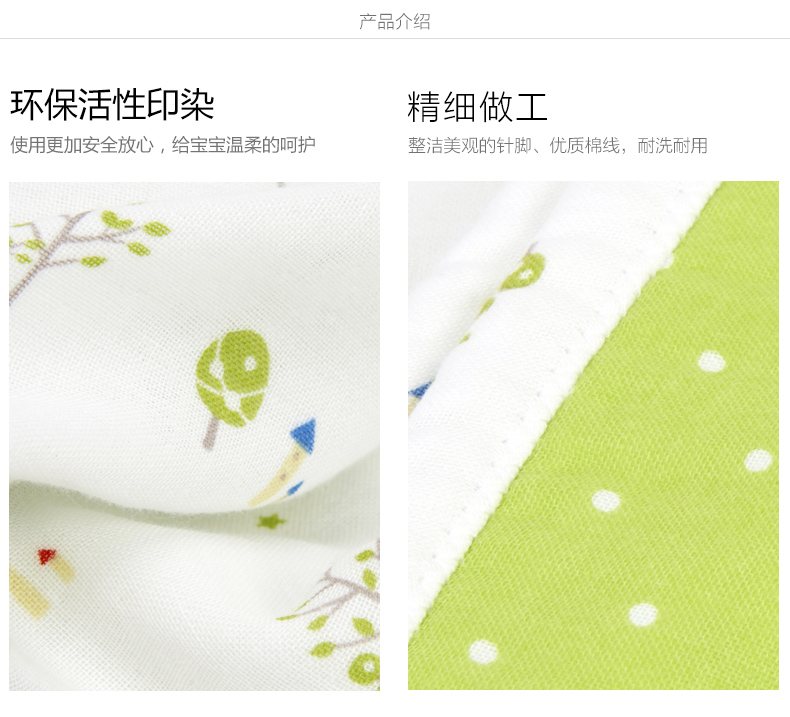 产品介绍
环保活性印染
使用更加安全放心，给宝宝温柔的呵护
精细做工
整洁美观的针脚、优质棉线，耐洗耐用